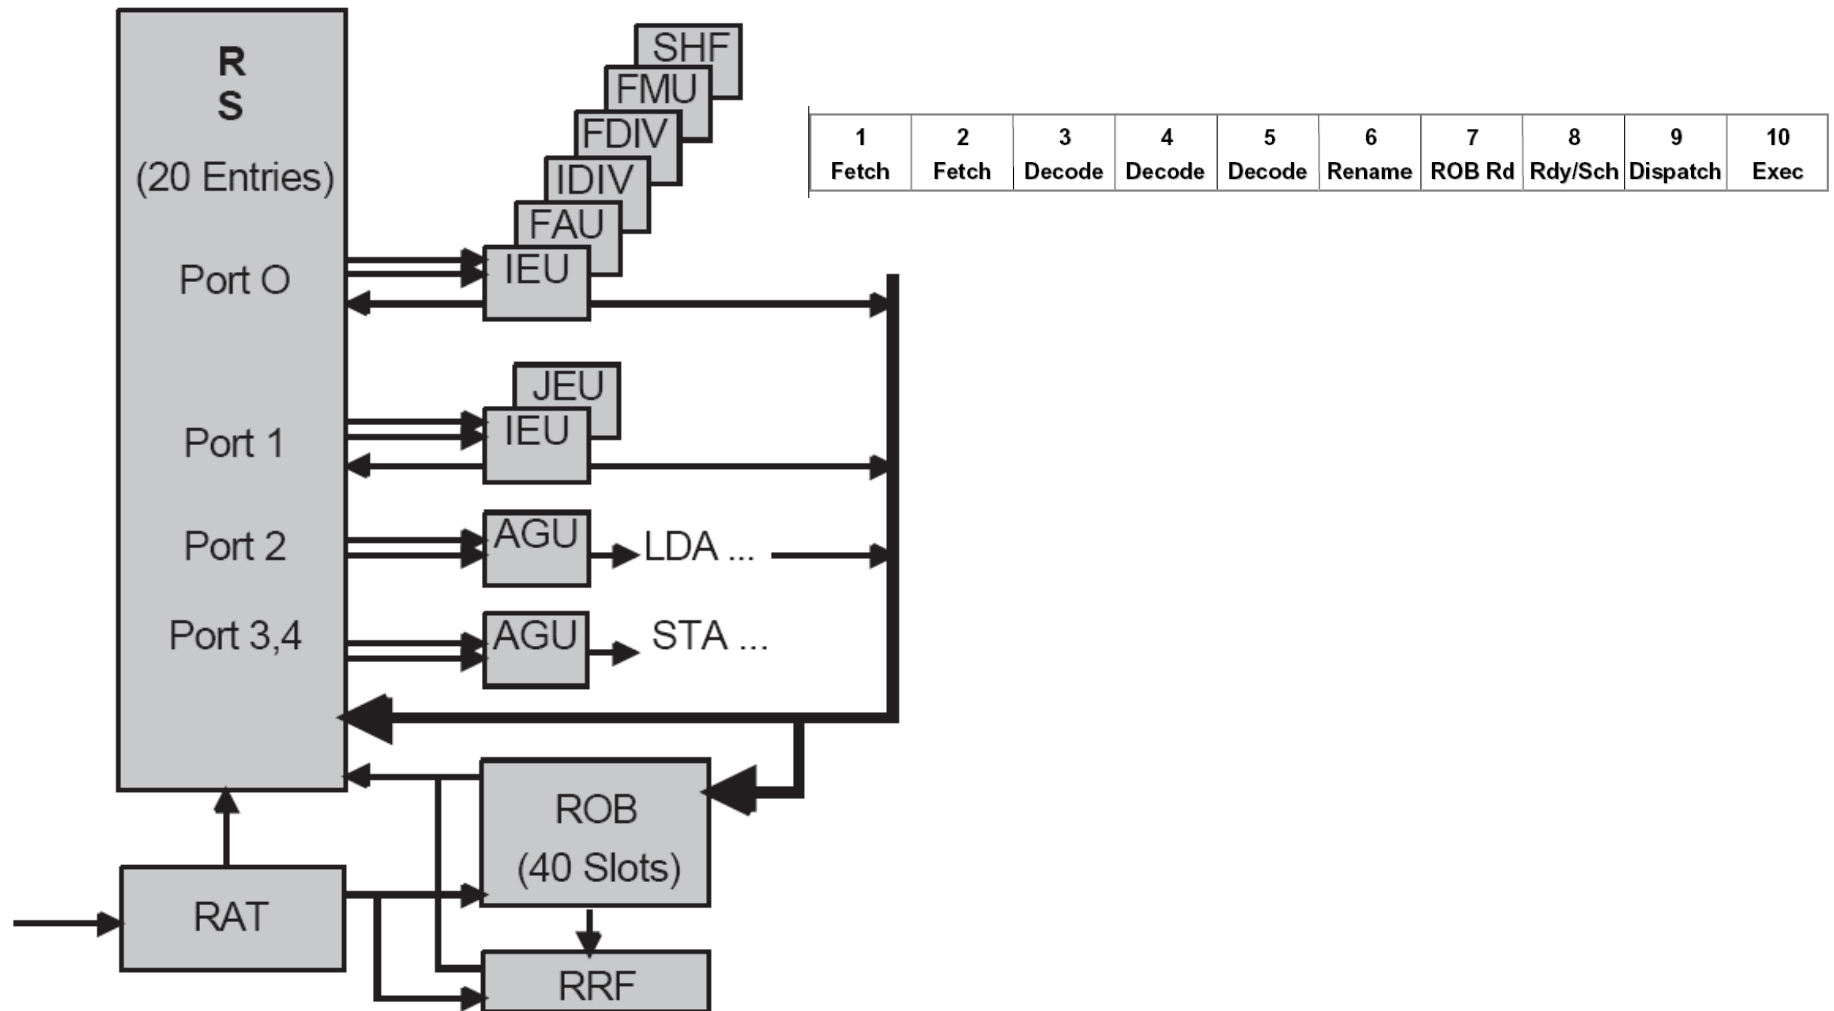 R
S
(20 Entries)
Port O
Port 1
Port 2
Port 3,4
SHF
FMU
FDIV
IDIV
FAU
IEU
JEU
IEU
AGU
LDA ...
AGU
STA ...
ROB
(40 Slots)
RAT
RRF
1 2 3 4 5 6 7 8 9 10
Fetch Fetch Decode Decode Decode Rename ROB Rd Rdy/Sch Dispatch Exec